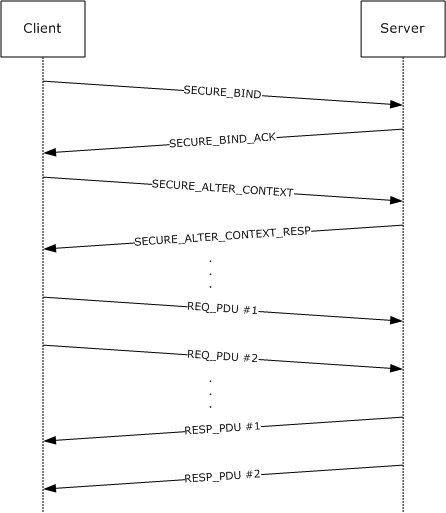 Client
Server
SECURE_BIND
SECURE_BIND_ACK
SECURE_ALTER_CONTEXT
SECURE_ALTER_CONTEXT_RESP
.
.
.
REQ_PDU #1
REQ_PDU #2
.
.
.
RESP_PDU #1
RESP_PDU #2